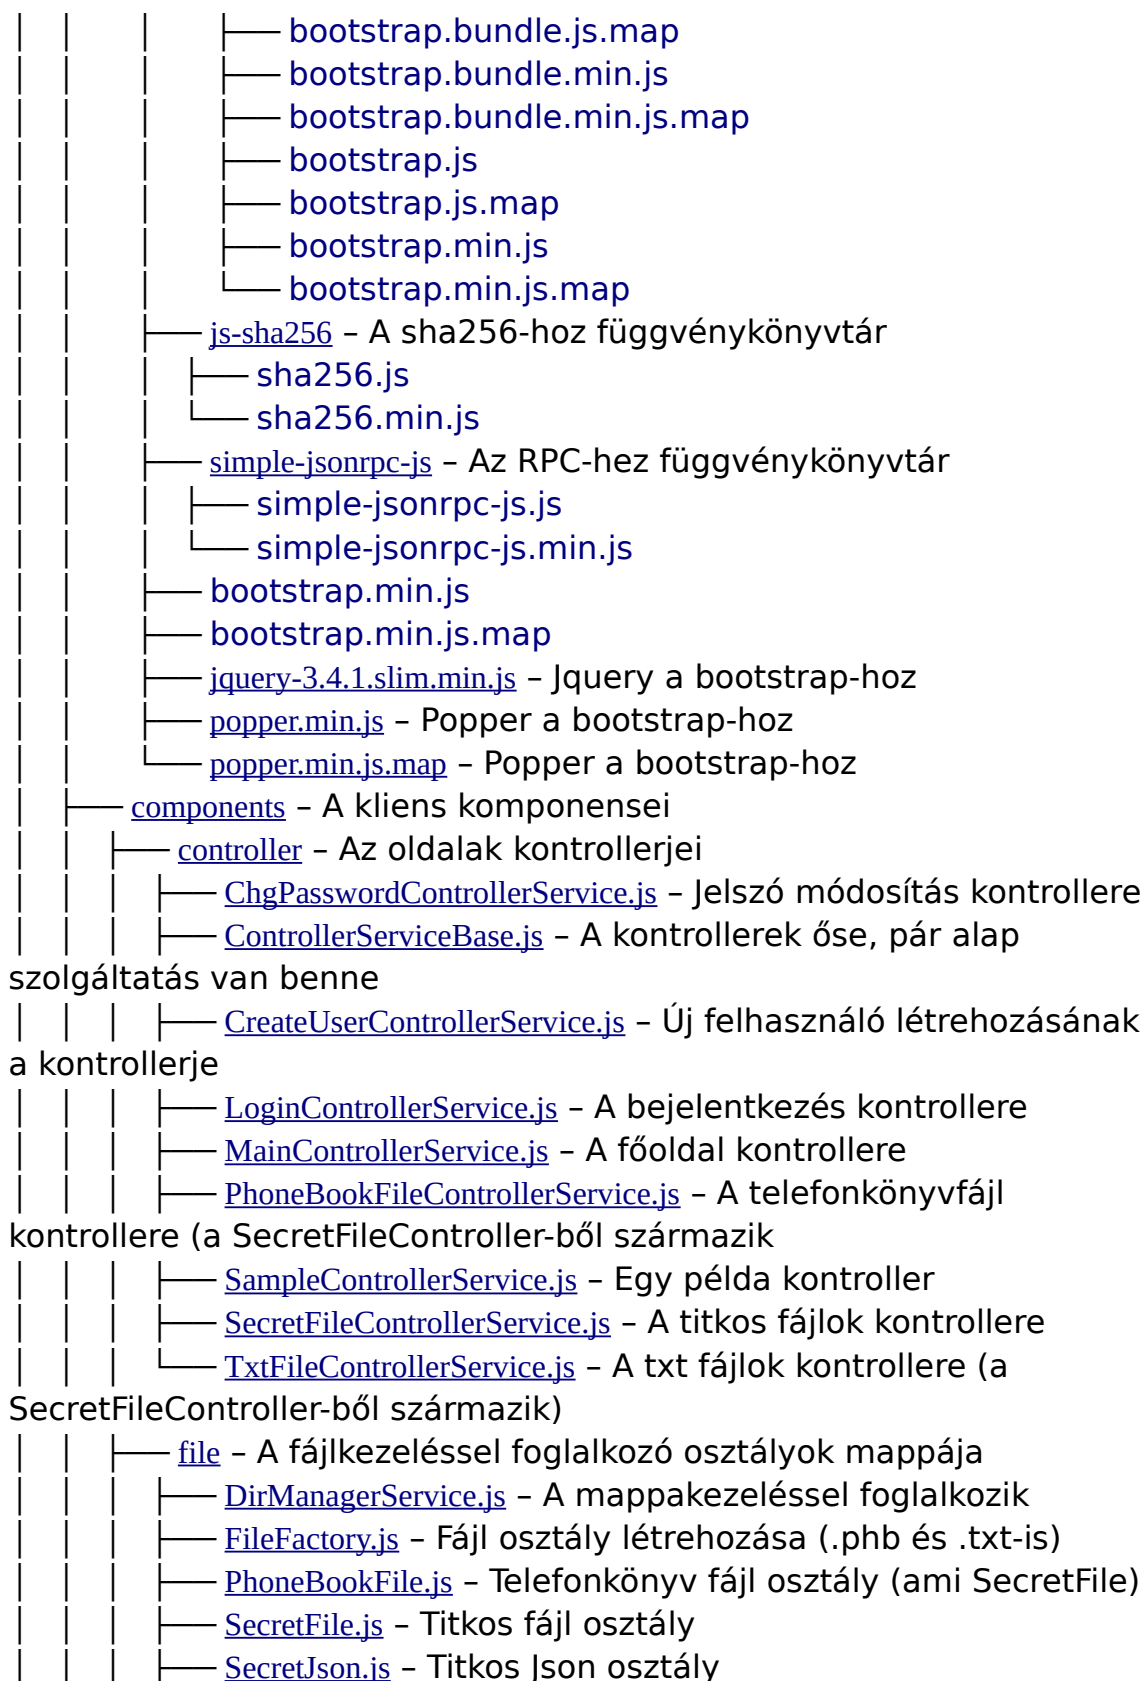 │ │ │ ├── bootstrap.bundle.js.map
│ │ │ ├── bootstrap.bundle.min.js
│ │ │ ├── bootstrap.bundle.min.js.map
│ │ │ ├── bootstrap.js
│ │ │ ├── bootstrap.js.map
│ │ │ ├── bootstrap.min.js
│ │ │ └── bootstrap.min.js.map
│ │ ├── js-sha256 – A sha256-hoz függvénykönyvtár
│ │ │ ├── sha256.js
│ │ │ └── sha256.min.js
│ │ ├── simple-jsonrpc-js – Az RPC-hez függvénykönyvtár
│ │ │ ├── simple-jsonrpc-js.js
│ │ │ └── simple-jsonrpc-js.min.js
│ │ ├── bootstrap.min.js
│ │ ├── bootstrap.min.js.map
│ │ ├── jquery-3.4.1.slim.min.js – Jquery a bootstrap-hoz
│ │ ├── popper.min.js – Popper a bootstrap-hoz
│ │ └── popper.min.js.map – Popper a bootstrap-hoz
│ ├── components – A kliens komponensei
│ │ ├── controller – Az oldalak kontrollerjei
│ │ │ ├── ChgPasswordControllerService.js – Jelszó módosítás kontrollere
│ │ │ ├── ControllerServiceBase.js – A kontrollerek őse, pár alap
szolgáltatás van benne
│ │ │ ├── CreateUserControllerService.js – Új felhasználó létrehozásának
a kontrollerje
│ │ │ ├── LoginControllerService.js – A bejelentkezés kontrollere
│ │ │ ├── MainControllerService.js – A főoldal kontrollere
│ │ │ ├── PhoneBookFileControllerService.js – A telefonkönyvfájl
kontrollere (a SecretFileController-ből származik
│ │ │ ├── SampleControllerService.js – Egy példa kontroller
│ │ │ ├── SecretFileControllerService.js – A titkos fájlok kontrollere
│ │ │ └── TxtFileControllerService.js – A txt fájlok kontrollere (a
SecretFileController-ből származik)
│ │ ├── file – A fájlkezeléssel foglalkozó osztályok mappája
│ │ │ ├── DirManagerService.js – A mappakezeléssel foglalkozik
│ │ │ ├── FileFactory.js – Fájl osztály létrehozása (.phb és .txt-is)
│ │ │ ├── PhoneBookFile.js – Telefonkönyv fájl osztály (ami SecretFile)
│ │ │ ├── SecretFile.js – Titkos fájl osztály
│ │ │ ├── SecretJson.js – Titkos Json osztály